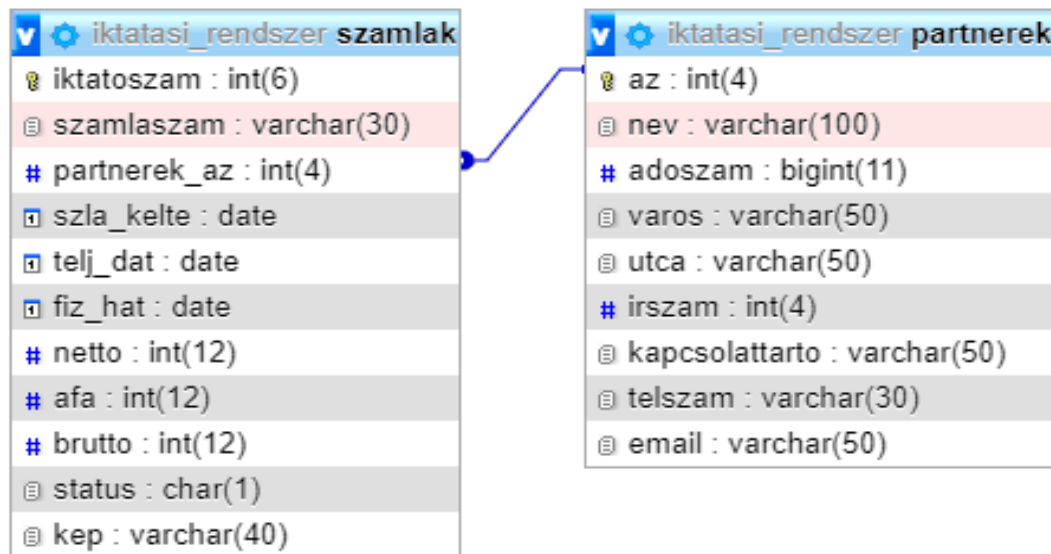 v iktatasi_rendszer szamlak
iktatoszam : int(6)
szamlaszam : varchar(30)
# partnerek_az : int(4)
szla_kelte : date
telj_dat : date
fiz_hat : date
# netto : int(12)
# afa : int(12)
# brutto : int(12)
status : char(1)
kep : varchar(40)
v iktatasi_rendszer partnerek
az : int(4)
nev : varchar(100)
# adoszam : bigint(11)
varos : varchar(50)
utca : varchar(50)
# irszam : int(4)
kapcsolattarto : varchar(50)
telszam : varchar(30)
email : varchar(50)